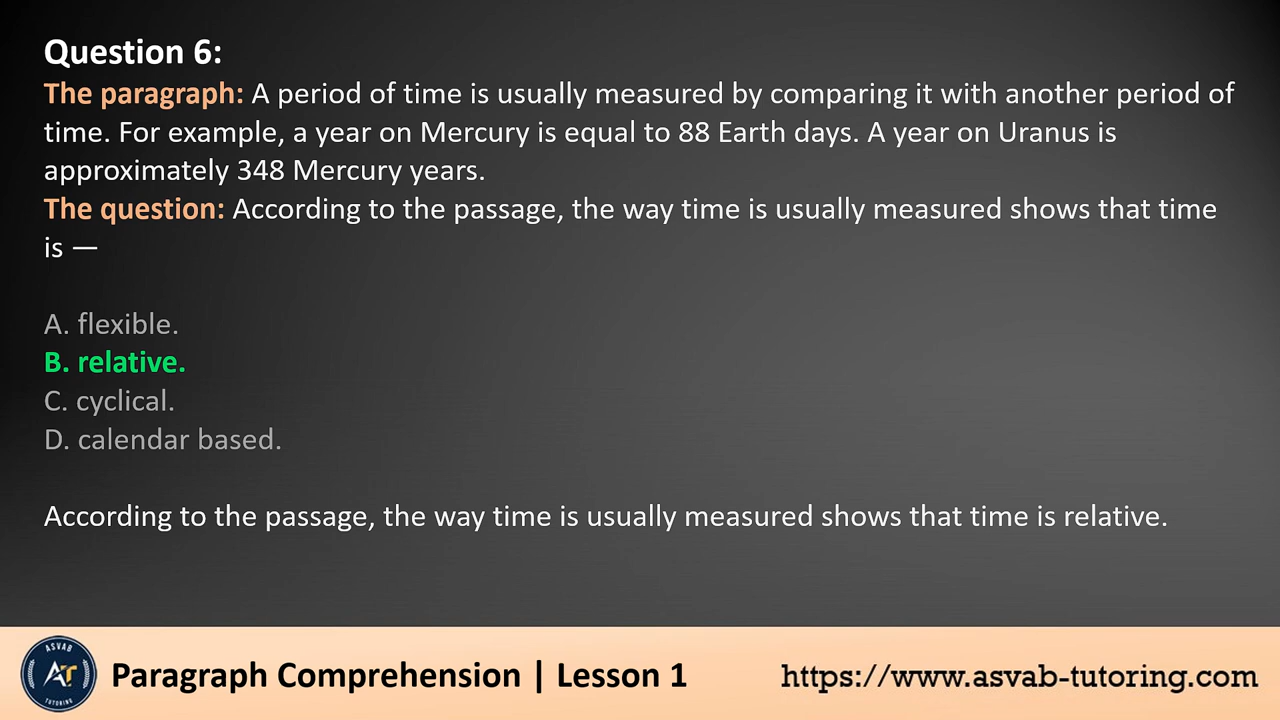 Question 6:
The paragraph: A period of time is usually measured by comparing it with another period of
time. For example, a year on Mercury is equal to 88 Earth days. A year on Uranus is
approximately 348 Mercury years.
The question: According to the passage, the way time is usually measured shows that time
is —
A. flexible.
B. relative.
C. cyclical.
D. calendar based.
According to the passage, the way time is usually measured shows that time is relative.
ASVAB
AT
TUTORING
Paragraph Comprehension | Lesson 1
https://www.asvab-tutoring.com